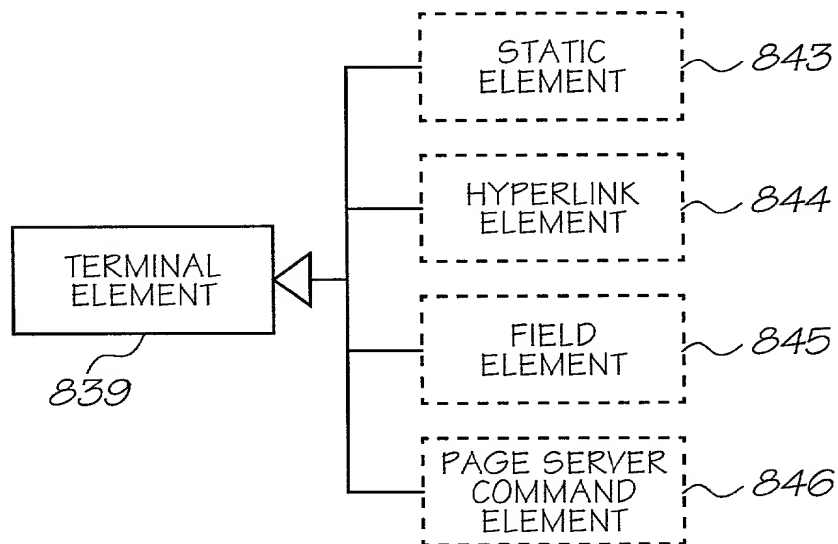 STATIC
ELEMENT
843
HYPERLINK
ELEMENT
844
TERMINAL
ELEMENT
839
FIELD
ELEMENT
845
PAGE SERVER
COMMAND
ELEMENT
846